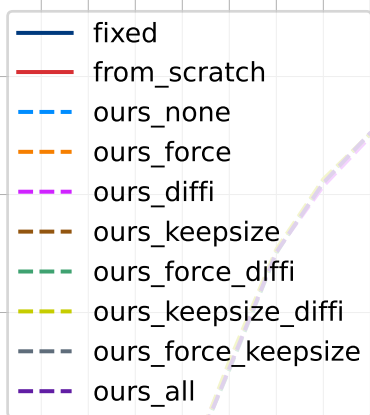 fixed
from_scratch
ours_none
ours_force
ours_diffi
ours_keepsize
ours_force_diffi
ours_keepsize_diffi
ours_force_keepsize
ours_all